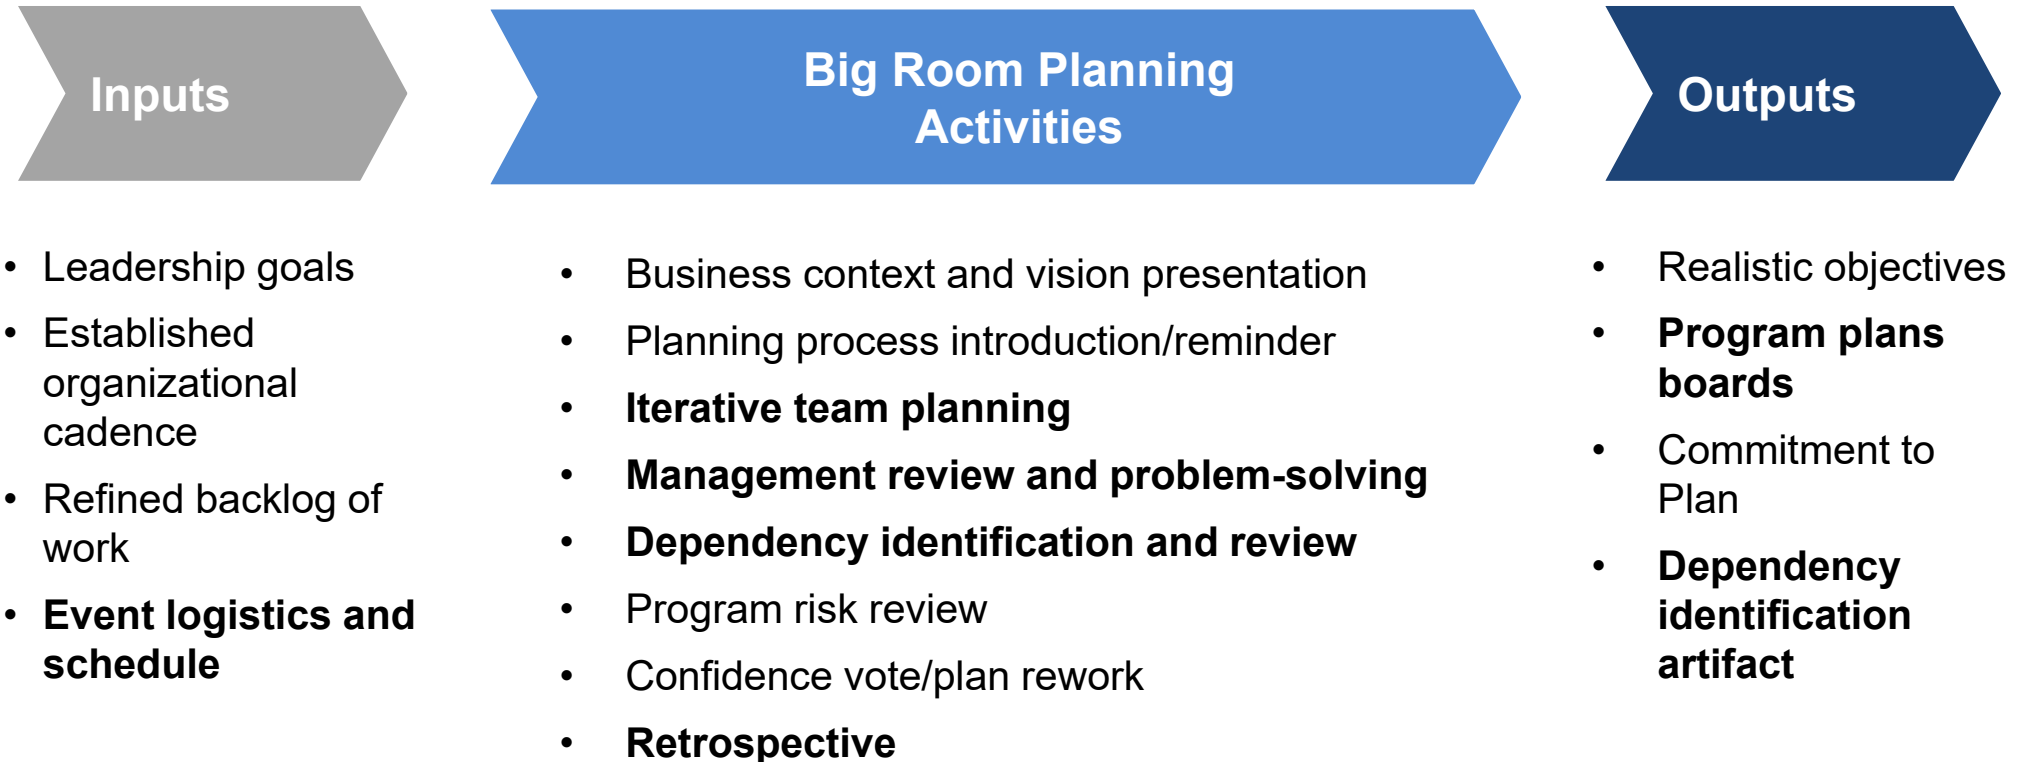 Inputs
• Leadership goals
• Established
organizational
cadence
• Refined backlog of
work
• Event logistics and
schedule
Big Room Planning
Activities
• Business context and vision presentation
• Planning process introduction/reminder
• Iterative team planning
• Management review and problem-solving
• Dependency identification and review
• Program risk review
• Confidence vote/plan rework
• Retrospective
Outputs
• Realistic objectives
• Program plans
boards
• Commitment to
Plan
• Dependency
identification
artifact